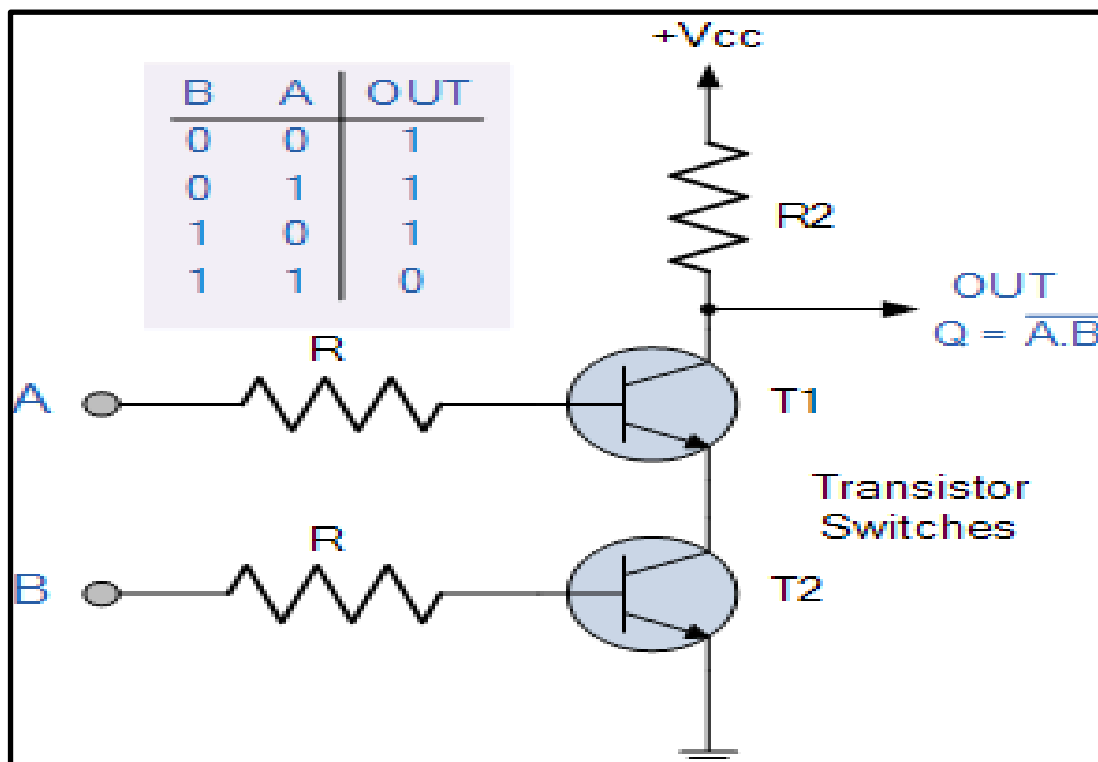 +Vcc
B A OUT
0 0 1
0 1 1
1 0 1
1 1 0
R2
OUT
Q = A̅.̅B̅
R
A
T1
Transistor
Switches
R
B
T2